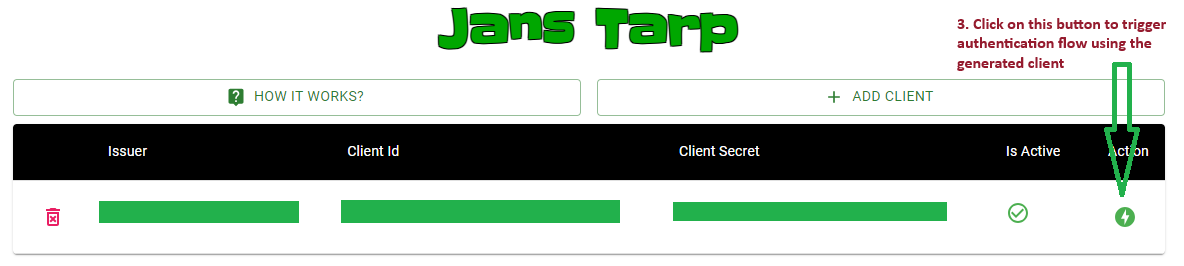 Jans Tarp
3. Click on this button to trigger
authentication flow using the
generated client
HOW IT WORKS?
ADD CLIENT
Issuer Client Id Client Secret Is Active Action